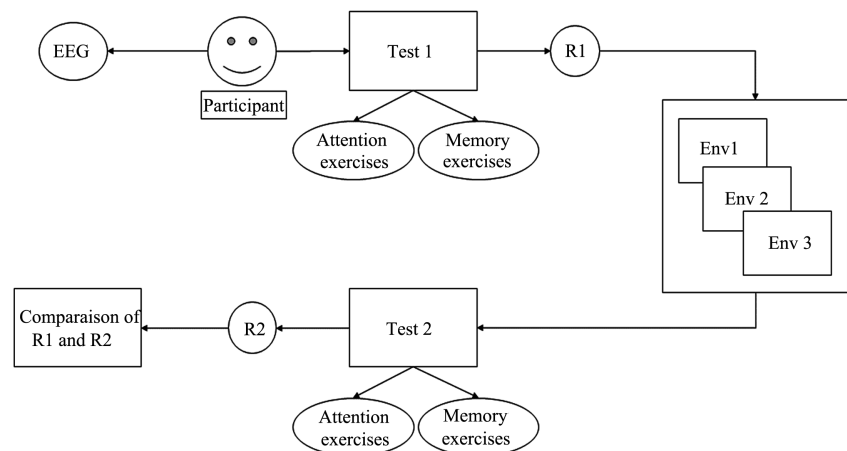 EEG
Participant
Test 1
R1
Attention
exercises
Memory
exercises
Env1
Env 2
Env 3
Comparaison of
R1 and R2
R2
Test 2
Attention
exercises
Memory
exercises